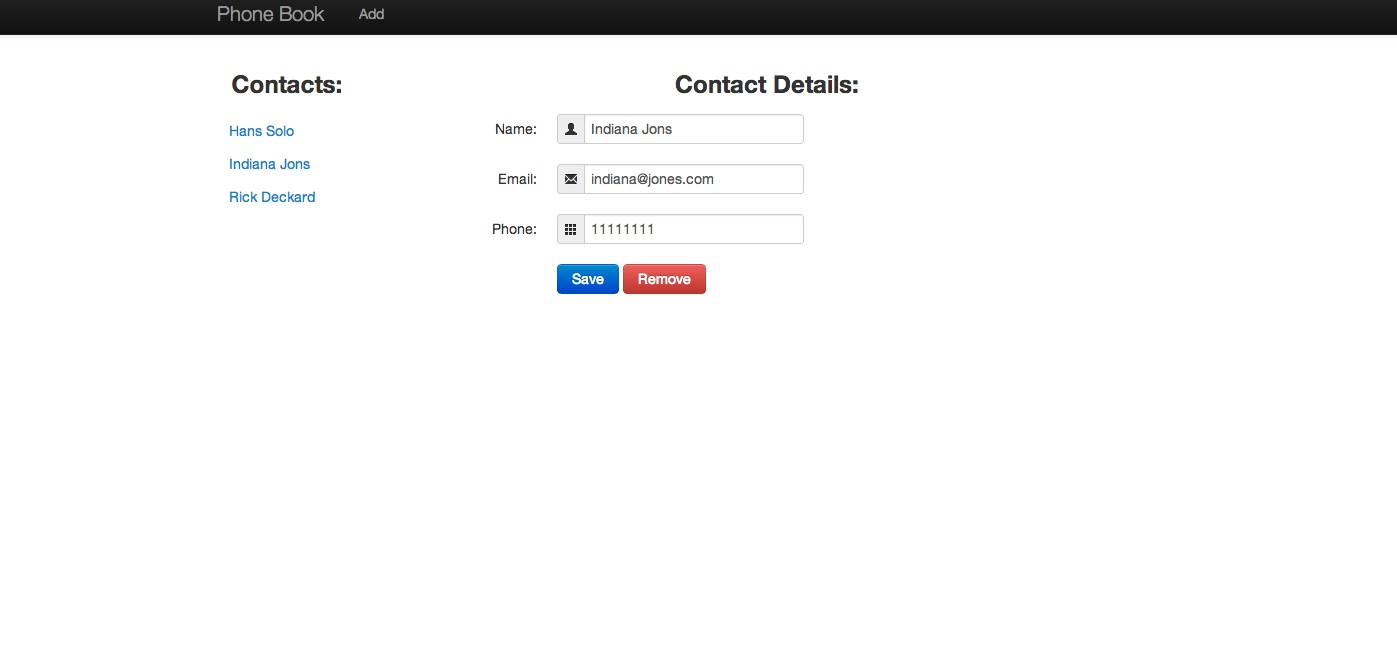 Phone Book Add
Contacts:
Hans Solo
Indiana Jons
Rick Deckard
Contact Details:
Name: Indiana Jons
Email: indiana@jones.com
Phone: 11111111
Save Remove